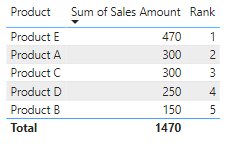 Product Sum of Sales Amount Rank
Product E 470 1
Product A 300 2
Product C 300 3
Product D 250 4
Product B 150 5
Total 1470